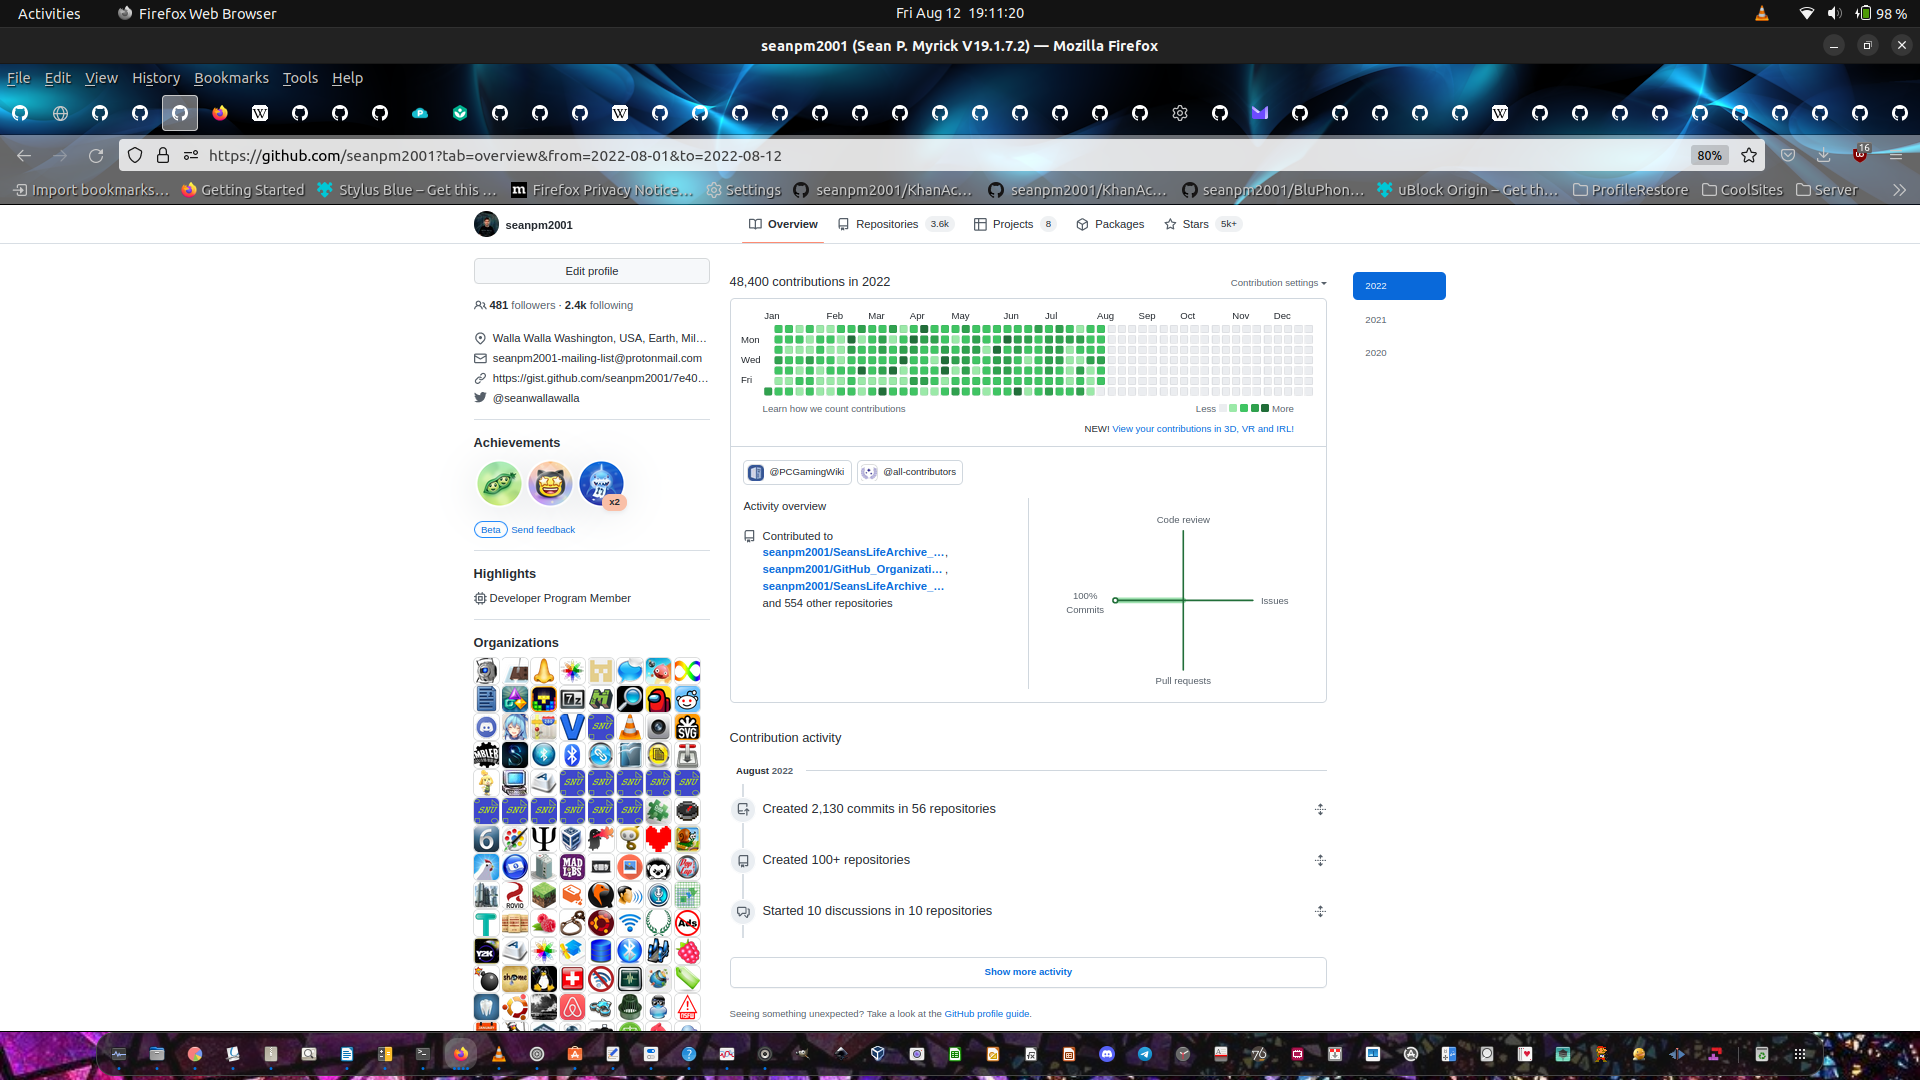 Activities
Firefox Web Browser
Fri Aug 12 19:11:20
98 %
seanpm2001 (Sean P. Myrick V19.1.7.2) — Mozilla Firefox
File Edit View History Bookmarks Tools Help
https://github.com/seanpm2001?tab=overview&from=2022-08-01&to=2022-08-12
80%
16
Import bookmarks…
Getting Started
Stylus Blue – Get this …
Firefox Privacy Notice…
Settings
seanpm2001/KhanAc…
seanpm2001/KhanAc…
seanpm2001/BluPhon…
uBlock Origin – Get th…
ProfileRestore
CoolSites
Server
seanpm2001
Overview
Repositories 3.6k
Projects 8
Packages
Stars 5k+
Edit profile
481 followers · 2.4k following
Walla Walla Washington, USA, Earth, Mil…
seanpm2001-mailing-list@protonmail.com
https://gist.github.com/seanpm2001/7e40…
@seanwallawalla
Achievements
x2
Beta Send feedback
Highlights
Developer Program Member
Organizations
48,400 contributions in 2022
Contribution settings
Jan Feb Mar Apr May Jun Jul Aug Sep Oct Nov Dec
Mon
Wed
Fri
Learn how we count contributions
Less More
NEW! View your contributions in 3D, VR and IRL!
@PCGamingWiki
@all-contributors
Activity overview
Contributed to
seanpm2001/SeansLifeArchive_…,
seanpm2001/GitHub_Organizati… ,
seanpm2001/SeansLifeArchive_…
and 554 other repositories
Code review
100%
Commits
Issues
Pull requests
Contribution activity
August 2022
Created 2,130 commits in 56 repositories
Created 100+ repositories
Started 10 discussions in 10 repositories
Show more activity
Seeing something unexpected? Take a look at the GitHub profile guide.
2022
2021
2020